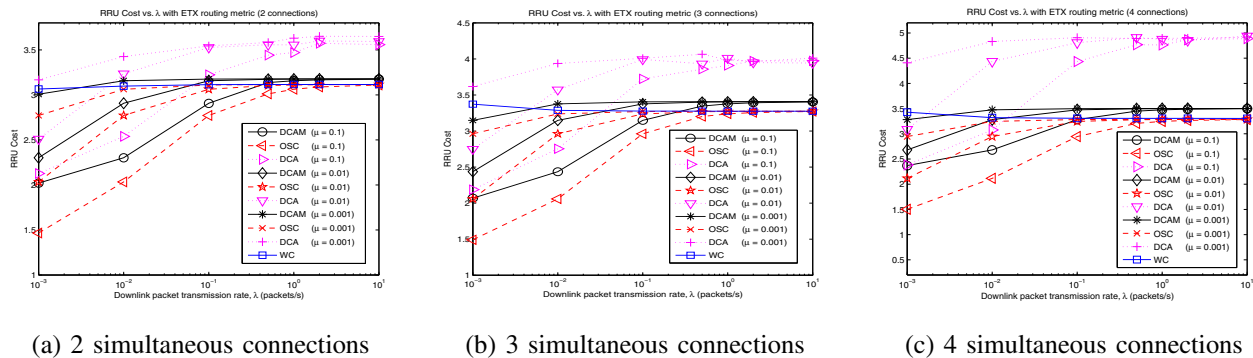 RRU Cost vs. λ with ETX routing metric (2 connections)
RRU Cost
3.5
3
2.5
2
1.5
1
10⁻³
10⁻²
10⁻¹
10⁰
10¹
Downlink packet transmission rate, λ (packets/s)
DCAM (μ = 0.1)
OSC (μ = 0.1)
DCA (μ = 0.1)
DCAM (μ = 0.01)
OSC (μ = 0.01)
DCA (μ = 0.01)
DCAM (μ = 0.001)
OSC (μ = 0.001)
DCA (μ = 0.001)
WC
(a) 2 simultaneous connections
RRU Cost vs. λ with ETX routing metric (3 connections)
RRU Cost
4.5
4
3.5
3
2.5
2
1.5
1
10⁻³
10⁻²
10⁻¹
10⁰
10¹
Downlink packet transmission rate, λ (packets/s)
DCAM (μ = 0.1)
OSC (μ = 0.1)
DCA (μ = 0.1)
DCAM (μ = 0.01)
OSC (μ = 0.01)
DCA (μ = 0.01)
DCAM (μ = 0.001)
OSC (μ = 0.001)
DCA (μ = 0.001)
WC
(b) 3 simultaneous connections
RRU Cost vs. λ with ETX routing metric (4 connections)
RRU Cost
5
4.5
4
3.5
3
2.5
2
1.5
1
0.5
0
10⁻³
10⁻²
10⁻¹
10⁰
10¹
Downlink packet transmission rate, λ (packets/s)
DCAM (μ = 0.1)
OSC (μ = 0.1)
DCA (μ = 0.1)
DCAM (μ = 0.01)
OSC (μ = 0.01)
DCA (μ = 0.01)
DCAM (μ = 0.001)
OSC (μ = 0.001)
DCA (μ = 0.001)
WC
(c) 4 simultaneous connections